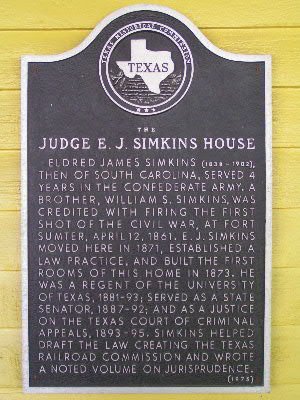 TEXAS HISTORICAL COMMISSION
TEXAS
THE
JUDGE E. J. SIMKINS HOUSE
ELDRED JAMES SIMKINS (1838-1902),
THEN OF SOUTH CAROLINA, SERVED 4
YEARS IN THE CONFEDERATE ARMY. A
BROTHER, WILLIAM S. SIMKINS, WAS
CREDITED WITH FIRING THE FIRST
SHOT OF THE CIVIL WAR, AT FORT
SUMTER, APRIL 12, 1861. E. J. SIMKINS
MOVED HERE IN 1871, ESTABLISHED A
LAW PRACTICE, AND BUILT THE FIRST
ROOMS OF THIS HOME IN 1873. HE
WAS A REGENT OF THE UNIVERSITY
OF TEXAS, 1881-93; SERVED AS A STATE
SENATOR, 1887-92; AND AS A JUSTICE
ON THE TEXAS COURT OF CRIMINAL
APPEALS, 1893-95. SIMKINS HELPED
DRAFT THE LAW CREATING THE TEXAS
RAILROAD COMMISSION AND WROTE
A NOTED VOLUME ON JURISPRUDENCE.
(1975)